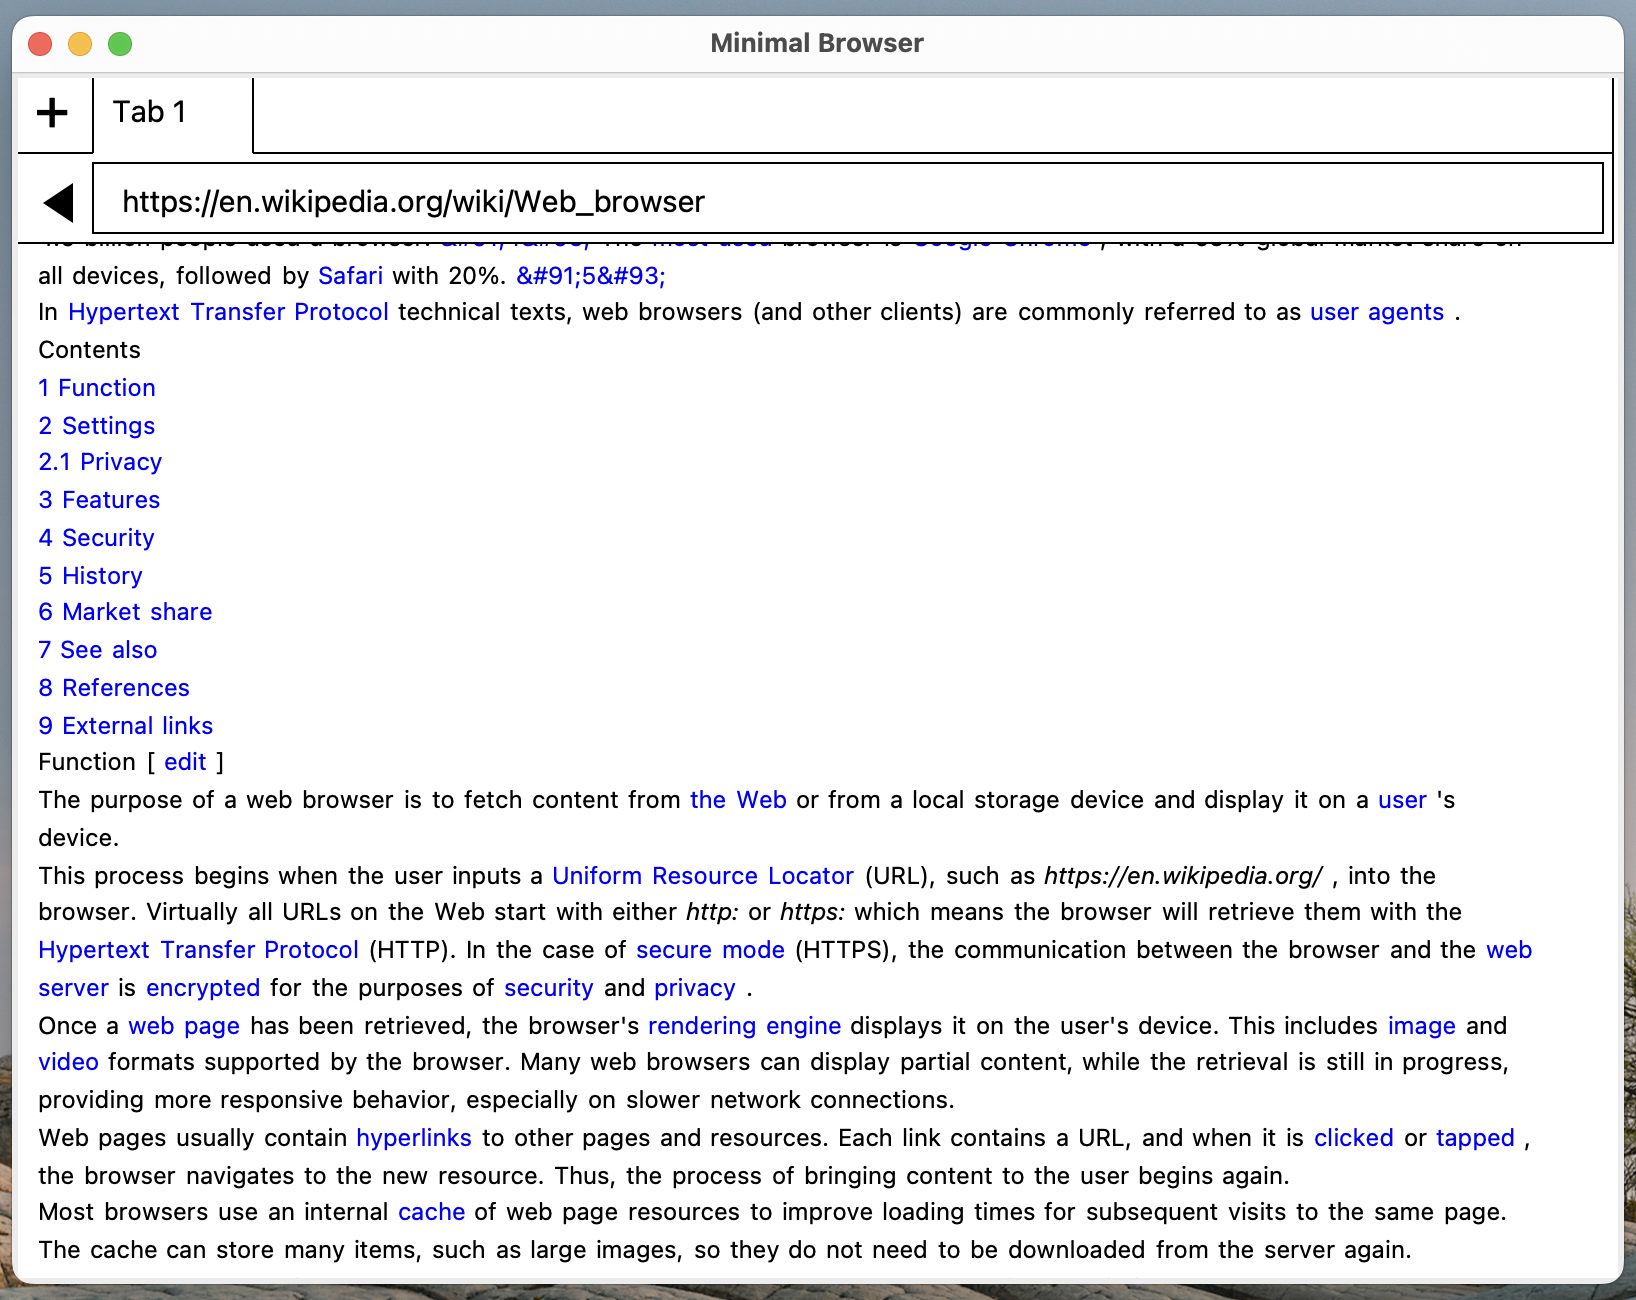 Minimal Browser
+ Tab 1
https://en.wikipedia.org/wiki/Web_browser
all devices, followed by Safari with 20%. &#91;5&#93;
In Hypertext Transfer Protocol technical texts, web browsers (and other clients) are commonly referred to as user agents .
Contents
1 Function
2 Settings
2.1 Privacy
3 Features
4 Security
5 History
6 Market share
7 See also
8 References
9 External links
Function [ edit ]
The purpose of a web browser is to fetch content from the Web or from a local storage device and display it on a user 's
device.
This process begins when the user inputs a Uniform Resource Locator (URL), such as https://en.wikipedia.org/ , into the
browser. Virtually all URLs on the Web start with either http: or https: which means the browser will retrieve them with the
Hypertext Transfer Protocol (HTTP). In the case of secure mode (HTTPS), the communication between the browser and the web
server is encrypted for the purposes of security and privacy .
Once a web page has been retrieved, the browser's rendering engine displays it on the user's device. This includes image and
video formats supported by the browser. Many web browsers can display partial content, while the retrieval is still in progress,
providing more responsive behavior, especially on slower network connections.
Web pages usually contain hyperlinks to other pages and resources. Each link contains a URL, and when it is clicked or tapped ,
the browser navigates to the new resource. Thus, the process of bringing content to the user begins again.
Most browsers use an internal cache of web page resources to improve loading times for subsequent visits to the same page.
The cache can store many items, such as large images, so they do not need to be downloaded from the server again.